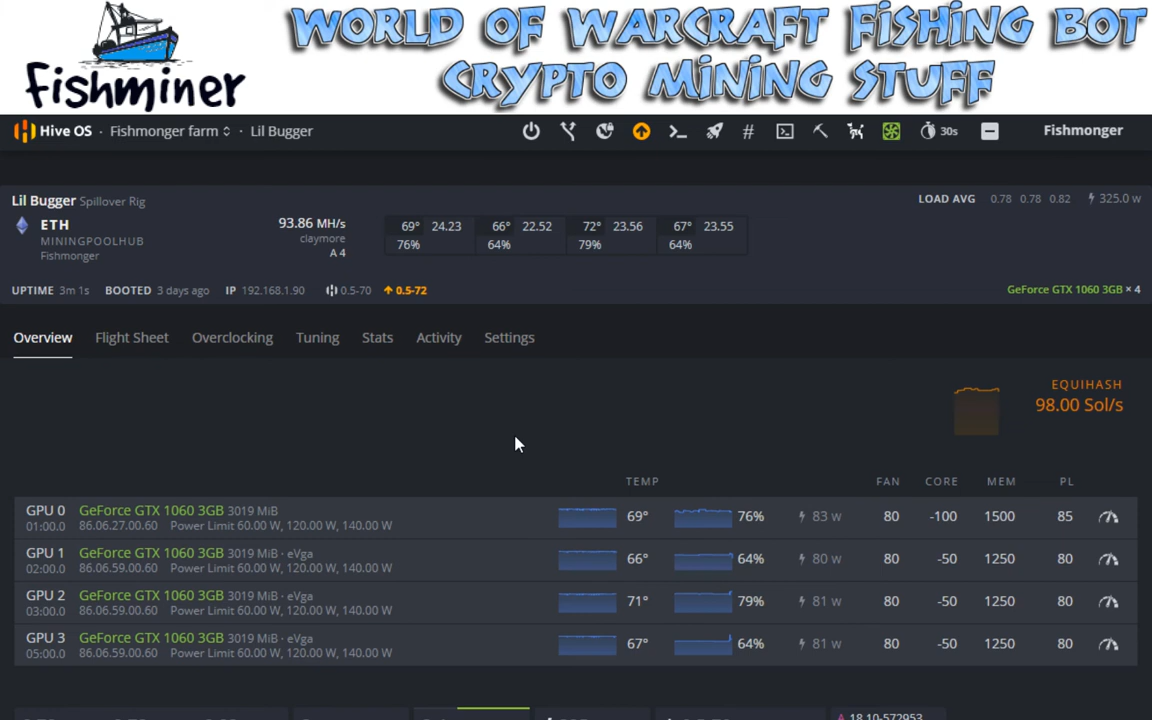 WORLD OF WARCRAFT FISHING BOT
CRYPTO MINING STUFF
Fishminer
Hive OS · Fishmonger farm · Lil Bugger
30s
Fishmonger
Lil Bugger Spillover Rig
LOAD AVG 0.78 0.78 0.82 325.0 w
ETH
MININGPOOLHUB
Fishmonger
93.86 MH/s
claymore
A 4
69° 24.23 66° 22.52 72° 23.56 67° 23.55
76% 64% 79% 64%
UPTIME 3m 1s BOOTED 3 days ago IP 192.168.1.90 0.5-70 0.5-72
GeForce GTX 1060 3GB × 4
Overview Flight Sheet Overclocking Tuning Stats Activity Settings
EQUIHASH
98.00 Sol/s
TEMP FAN CORE MEM PL
GPU 0 GeForce GTX 1060 3GB 3019 MiB 69° 76% 83 w 80 -100 1500 85
01:00.0 86.06.27.00.60 Power Limit 60.00 W, 120.00 W, 140.00 W
GPU 1 GeForce GTX 1060 3GB 3019 MiB · eVga 66° 64% 80 w 80 -50 1250 80
02:00.0 86.06.59.00.60 Power Limit 60.00 W, 120.00 W, 140.00 W
GPU 2 GeForce GTX 1060 3GB 3019 MiB · eVga 71° 79% 81 w 80 -50 1250 80
03:00.0 86.06.59.00.60 Power Limit 60.00 W, 120.00 W, 140.00 W
GPU 3 GeForce GTX 1060 3GB 3019 MiB · eVga 67° 64% 81 w 80 -50 1250 80
05:00.0 86.06.59.00.60 Power Limit 60.00 W, 120.00 W, 140.00 W
A 18.10-572953